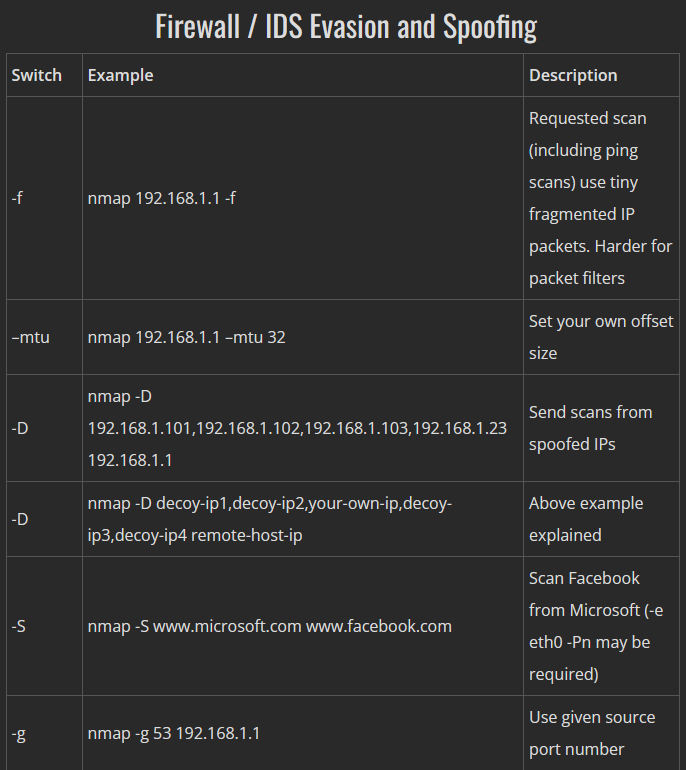 Firewall / IDS Evasion and Spoofing
Switch Example Description
-f nmap 192.168.1.1 -f Requested scan
(including ping
scans) use tiny
fragmented IP
packets. Harder for
packet filters
–mtu nmap 192.168.1.1 –mtu 32 Set your own offset
size
-D nmap -D
192.168.1.101,192.168.1.102,192.168.1.103,192.168.1.23
192.168.1.1
Send scans from
spoofed IPs
-D nmap -D decoy-ip1,decoy-ip2,your-own-ip,decoy-
ip3,decoy-ip4 remote-host-ip
Above example
explained
-S nmap -S www.microsoft.com www.facebook.com Scan Facebook
from Microsoft (-e
eth0 -Pn may be
required)
-g nmap -g 53 192.168.1.1 Use given source
port number